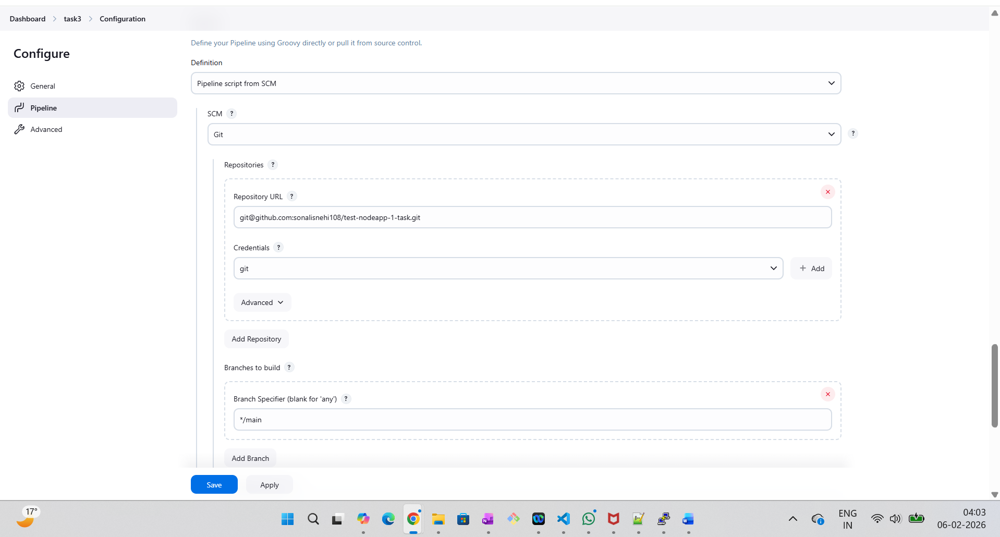 Dashboard > task3 > Configuration
Configure
General
Pipeline
Advanced
Define your Pipeline using Groovy directly or pull it from source control.
Definition
Pipeline script from SCM
SCM ?
Git
?
Repositories ?
Repository URL ?
git@github.com:sonalisnehi108/test-nodeapp-1-task.git
Credentials ?
git
+ Add
Advanced
Add Repository
Branches to build ?
Branch Specifier (blank for 'any') ?
*/main
Add Branch
Save
Apply
17°
ENG
IN
04:03
06-02-2026